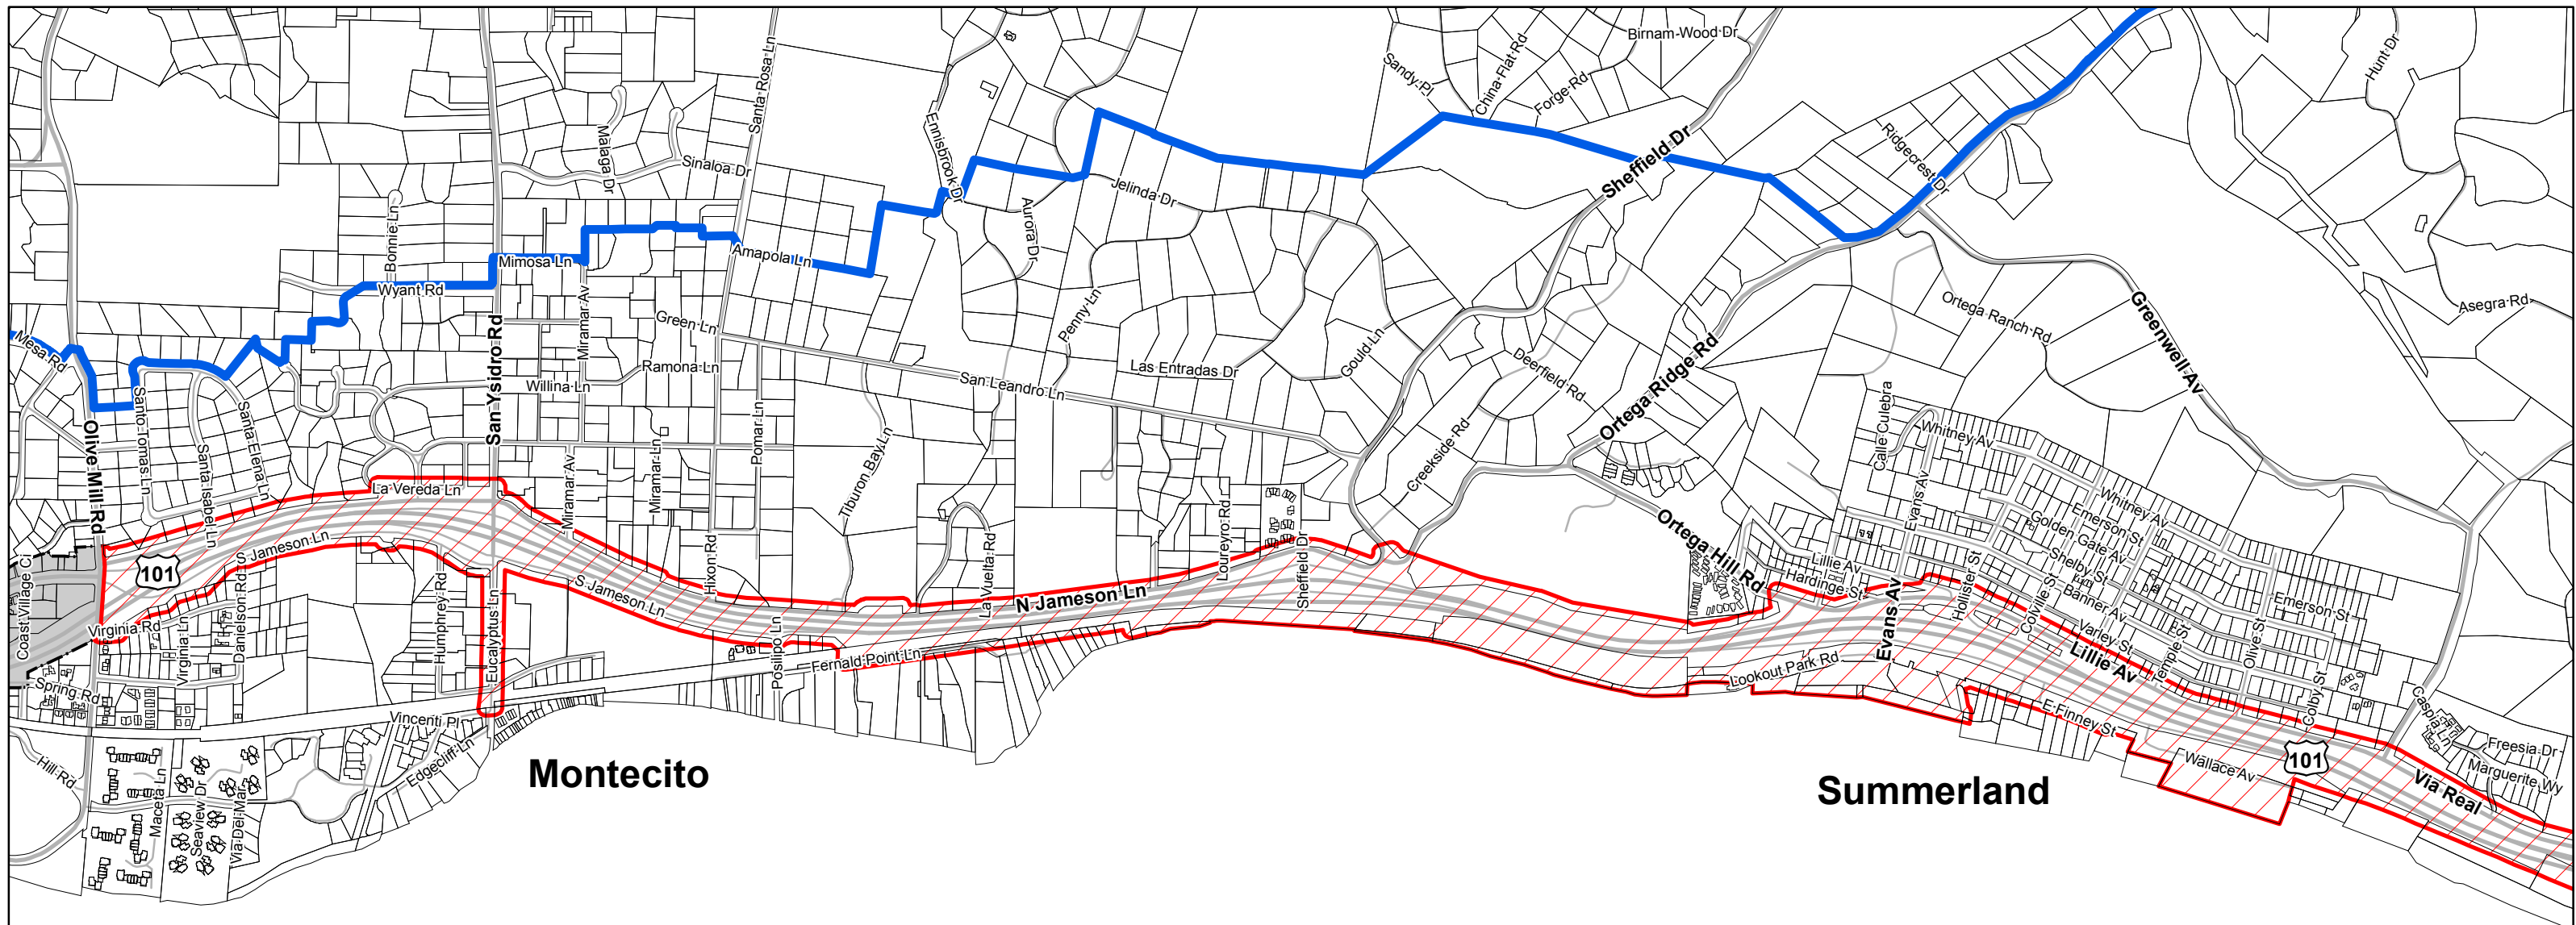 Birnam Wood Dr
China Flat Rd
Sandy Pl
Forge Rd
Hunt Dr
Santa Rosa Ln
Malaga Dr
Sinaloa Dr
Ennisbrook Dr
Sheffield Dr
Ridgecrest Dr
Jelinda Dr
Aurora Dr
Bonnie Ln
Mimosa Ln
Amapola Ln
Wyant Rd
Miramar Av
Green Ln
Penny Ln
Ortega Ranch Rd
Greenwell Av
Asegra Rd
Mesa Rd
San Ysidro Rd
Ramona Ln
Willina Ln
San Leandro Ln
Las Entradas Dr
Gould Ln
Deerfield Rd
Ortega Ridge Rd
Santo Tomas Ln
Santa Isabel Ln
Santa Elena Ln
Olive Mill Rd
Pomar Ln
Miramar Ln
Miramar Av
Tiburon Bay Ln
Creekside Rd
Calle Culebra
Whitney Av
Evans Av
Whitney Av
Emerson St
Golden Gate Av
Shelby St
La Vereda Ln
Hixon Rd
La Vuelta Rd
Loureyro Rd
Sheffield Dr
Ortega Hill Rd
Lillie Av
Harding St
Hollister St
Colville St
Banner Av
Varley St
Emerson St
Temple St
Olive St
Colby St
Coast Village Ci
101
S Jameson Ln
Virginia Rd
Virginia Ln
Danielson Rd
Humphrey Rd
Eucalyptus Ln
S Jameson Ln
N Jameson Ln
Posilipo Ln
Fernald Point Ln
Lookout Park Rd
Evans Av
Lillie Av
E Finney St
Wallace Av
101
Caspia Ln
Freesia Dr
Marguerite Wy
Via Real
Spring Rd
Vincenti Pl
Edgecliff Ln
Hill Rd
Maceta Ln
Seaview Dr
Via Del Mar
Montecito
Summerland